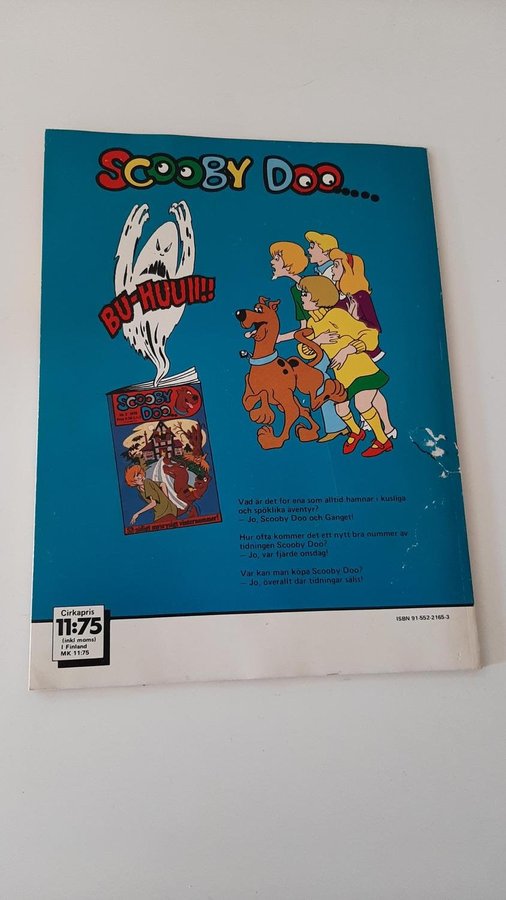 SCOOBY DOO.....
BU-HUUII!!
SCOOBY
DOO
Vad är det för ena som alltid hamnar i kusliga
och spöklika äventyr?
— Jo, Scooby Doo och Gänget!
Hur ofta kommer det ett nytt bra nummer av
tidningen Scooby Doo?
— Jo, var fjärde onsdag!
Var kan man köpa Scooby Doo?
— Jo, överallt där tidningar säljs!
ISBN 91-552-2165-3
Cirkapris
11:75
(inkl moms)
I Finland
MK 11:75